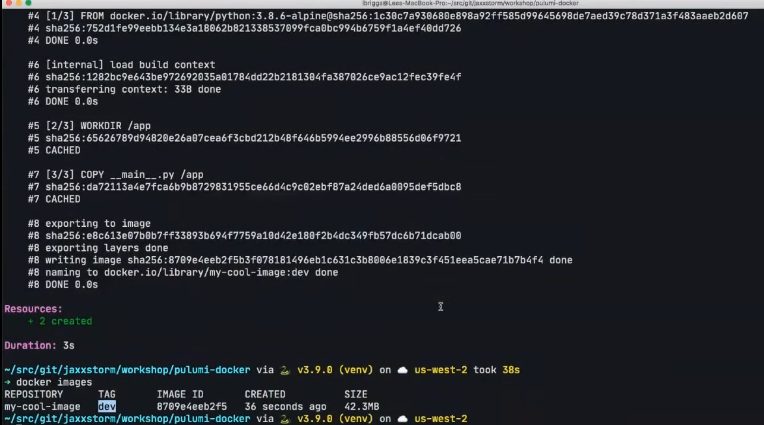 lbriggs@Lees-MacBook-Pro:~/src/git/jaxxstorm/workshop/pulumi-docker
#4 [1/3] FROM docker.io/library/python:3.8.6-alpine@sha256:1c30c7a930680e898a92ff585d99645698de7aed39c78d371a3f483aaeb2d607
#4 sha256:752d1fe99eebb134e3a18062b821338537099fca0bc994b6759f1a4ef40dd726
#4 DONE 0.0s
#6 [internal] load build context
#6 sha256:1282bc9e643be972692035a01784dd22b2181304fa387026ce9ac12fec39fe4f
#6 transferring context: 33B done
#6 DONE 0.0s
#5 [2/3] WORKDIR /app
#5 sha256:65626789d94820e26a07cea6f3cbd212b48f646b5994ee2996b88556d06f9721
#5 CACHED
#7 [3/3] COPY __main__.py /app
#7 sha256:da72113a4e7fca6b9b8729831955ce66d4c9c02ebf87a24ded6a0095def5dbc8
#7 CACHED
#8 exporting to image
#8 sha256:e8c613e07b0b7ff33893b694f7759a10d42e180f2b4dc349fb57dc6b71dcab00
#8 exporting layers done
#8 writing image sha256:8709e4eeb2f5b3f078181496eb1c631c3b8006e1839c3f451eea5cae71b7b4f4 done
#8 naming to docker.io/library/my-cool-image:dev done
#8 DONE 0.0s
Resources:
+ 2 created
Duration: 3s
~/src/git/jaxxstorm/workshop/pulumi-docker via 🐍 v3.9.0 (venv) on ☁ us-west-2 took 38s
→ docker images
REPOSITORY TAG IMAGE ID CREATED SIZE
my-cool-image dev 8709e4eeb2f5 36 seconds ago 42.3MB
~/src/git/jaxxstorm/workshop/pulumi-docker via 🐍 v3.9.0 (venv) on ☁ us-west-2